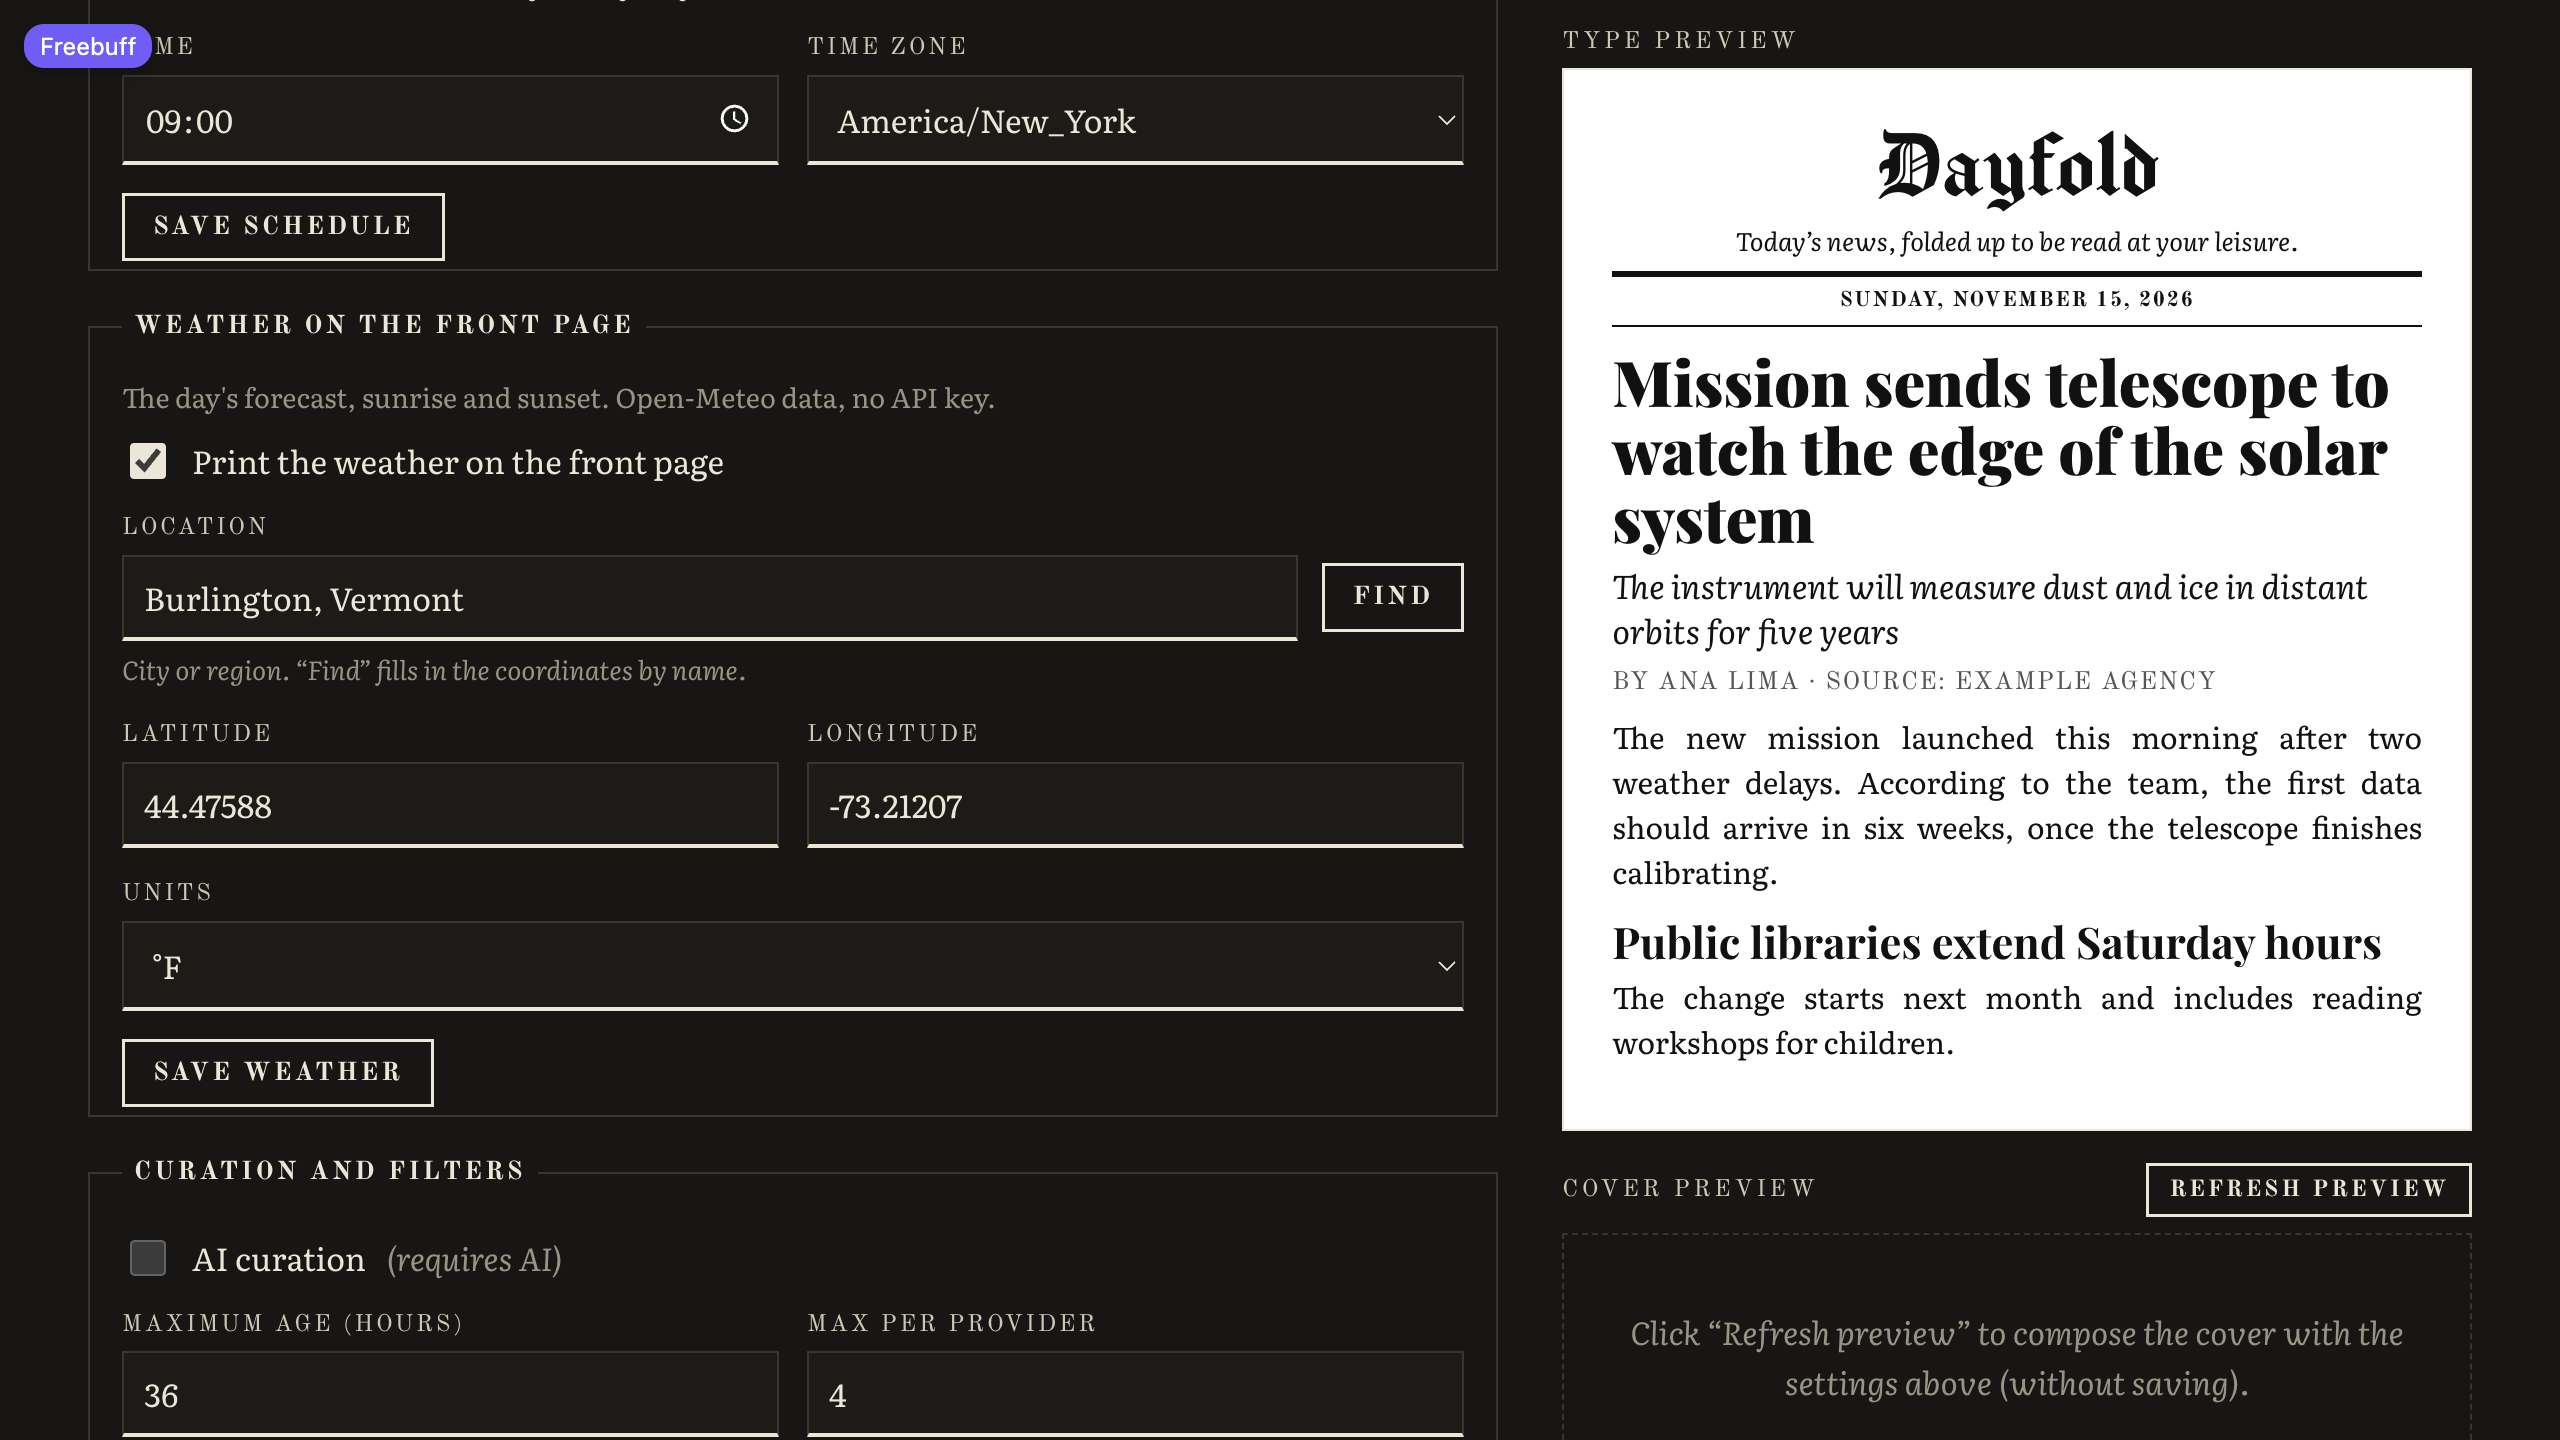 Freebuff
ME
TIME ZONE
09:00
America/New_York
SAVE SCHEDULE
WEATHER ON THE FRONT PAGE
The day's forecast, sunrise and sunset. Open-Meteo data, no API key.
Print the weather on the front page
LOCATION
Burlington, Vermont
FIND
City or region. “Find” fills in the coordinates by name.
LATITUDE
LONGITUDE
44.47588
-73.21207
UNITS
°F
SAVE WEATHER
CURATION AND FILTERS
AI curation (requires AI)
MAXIMUM AGE (HOURS)
MAX PER PROVIDER
36
4
TYPE PREVIEW
Dayfold
Today’s news, folded up to be read at your leisure.
SUNDAY, NOVEMBER 15, 2026
Mission sends telescope to
watch the edge of the solar
system
The instrument will measure dust and ice in distant
orbits for five years
BY ANA LIMA · SOURCE: EXAMPLE AGENCY
The new mission launched this morning after two
weather delays. According to the team, the first data
should arrive in six weeks, once the telescope finishes
calibrating.
Public libraries extend Saturday hours
The change starts next month and includes reading
workshops for children.
COVER PREVIEW
REFRESH PREVIEW
Click “Refresh preview” to compose the cover with the
settings above (without saving).